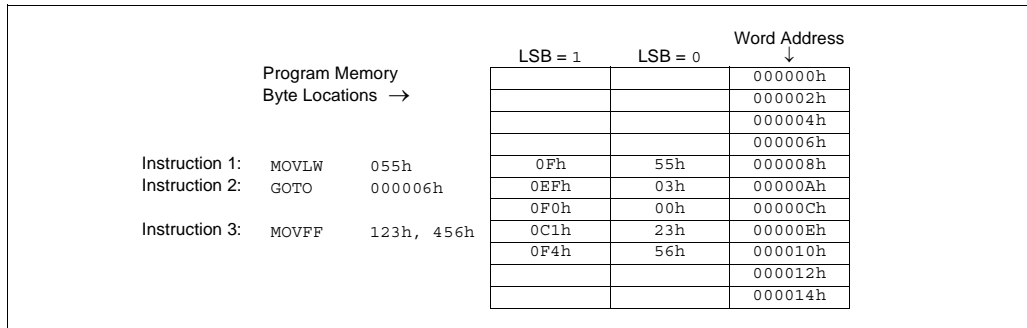 Word Address
LSB = 1 LSB = 0 ↓
Program Memory 000000h
Byte Locations → 000002h
000004h
000006h
Instruction 1: MOVLW 055h 0Fh 55h 000008h
Instruction 2: GOTO 000006h 0EFh 03h 00000Ah
0F0h 00h 00000Ch
Instruction 3: MOVFF 123h, 456h 0C1h 23h 00000Eh
0F4h 56h 000010h
000012h
000014h